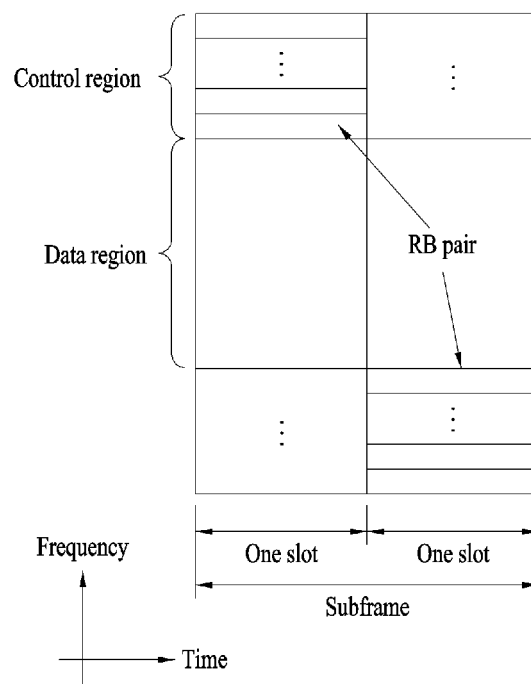 Control region
Data region
RB pair
One slot
One slot
Subframe
Frequency
Time